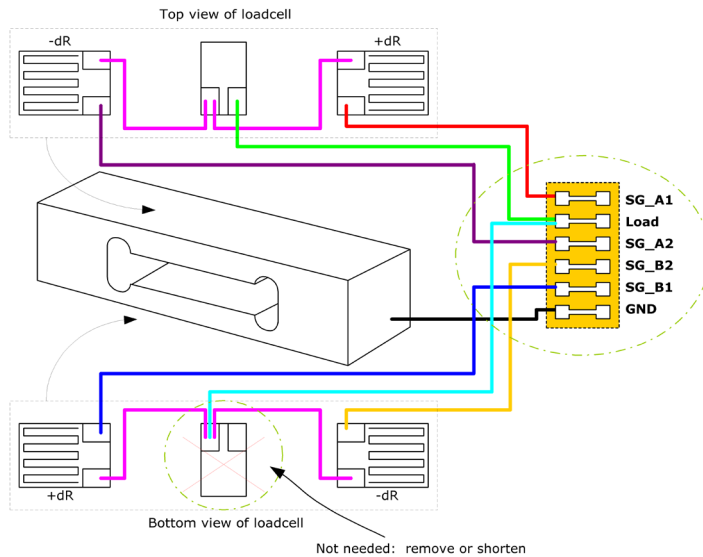 Top view of loadcell
-dR
+dR
SG_A1
Load
SG_A2
SG_B2
SG_B1
GND
+dR
-dR
Bottom view of loadcell
Not needed: remove or shorten